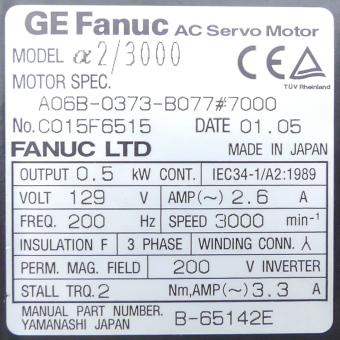 GE Fanuc AC Servo Motor
MODEL α2/3000
CE TÜV Rheinland
MOTOR SPEC.
A06B-0373-B077#7000
No. C015F6515 DATE 01.05
FANUC LTD MADE IN JAPAN
OUTPUT 0.5 kW CONT. IEC34-1/A2:1989
VOLT 129 V AMP(~) 2.6 A
FREQ. 200 Hz SPEED 3000 min⁻¹
INSULATION F 3 PHASE WINDING CONN. 人
PERM. MAG. FIELD 200 V INVERTER
STALL TRQ. 2 Nm,AMP(~) 3.3 A
MANUAL PART NUMBER.
YAMANASHI JAPAN B-65142E